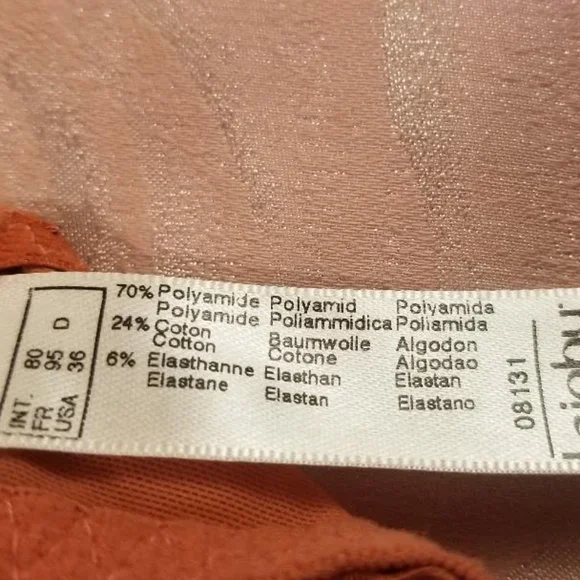 INT. 80 D
FR 95
USA 36
70% Polyamide Polyamid Polyamida
Polyamide Poliammidica Poliamida
24% Coton Baumwolle Algodon
Cotton Cotone Algodao
6% Elasthanne Elasthan Elastan
Elastane Elastan Elastano
08131